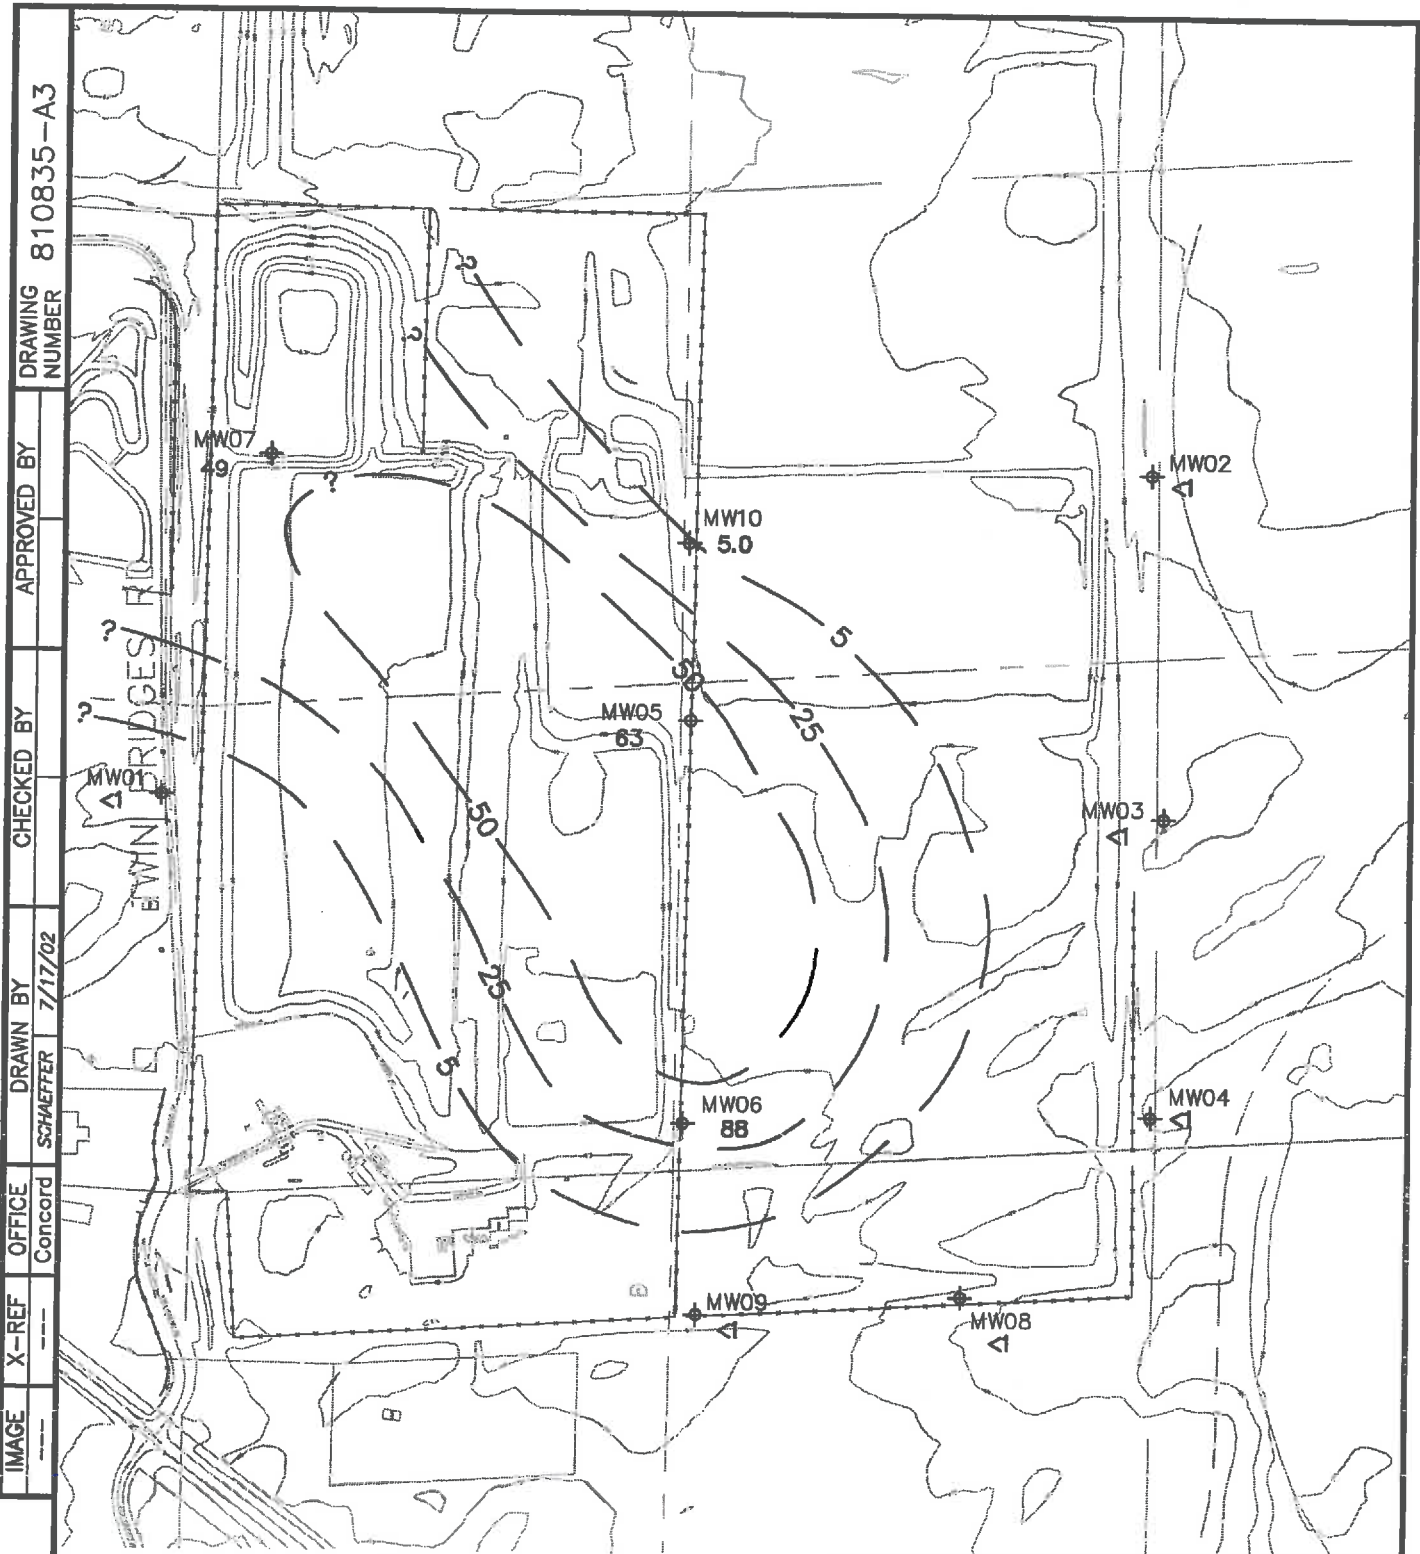 DRAWING NUMBER 810835-A3
APPROVED BY
CHECKED BY
DRAWN BY
SCHAEFFER 7/17/02
OFFICE
Concord
X-REF
---
IMAGE
---
?
?
MW07
49
?
MW02
<1
MW10
5.0
?
5
50
BRIDGES RD
?
MW05
63
25
MW01
<1
50
MW03
<1
25
5
MW06
88
MW04
<1
MW09
<1
MW08
<1